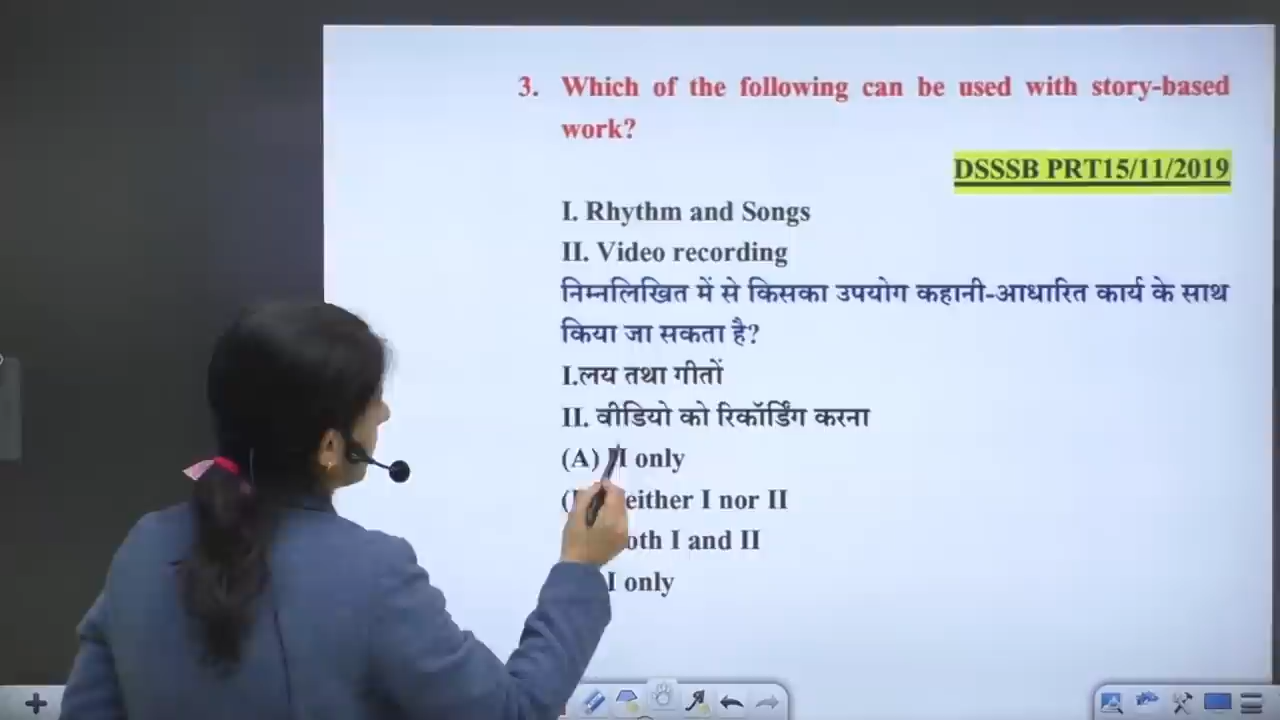 3. Which of the following can be used with story-based
work?
DSSSB PRT15/11/2019
I. Rhythm and Songs
II. Video recording
निम्नलिखित में से किसका उपयोग कहानी-आधारित कार्य के साथ
किया जा सकता है?
I.लय तथा गीतों
II. वीडियो को रिकॉर्डिंग करना
(A) II only
I nor II
I and II
I only